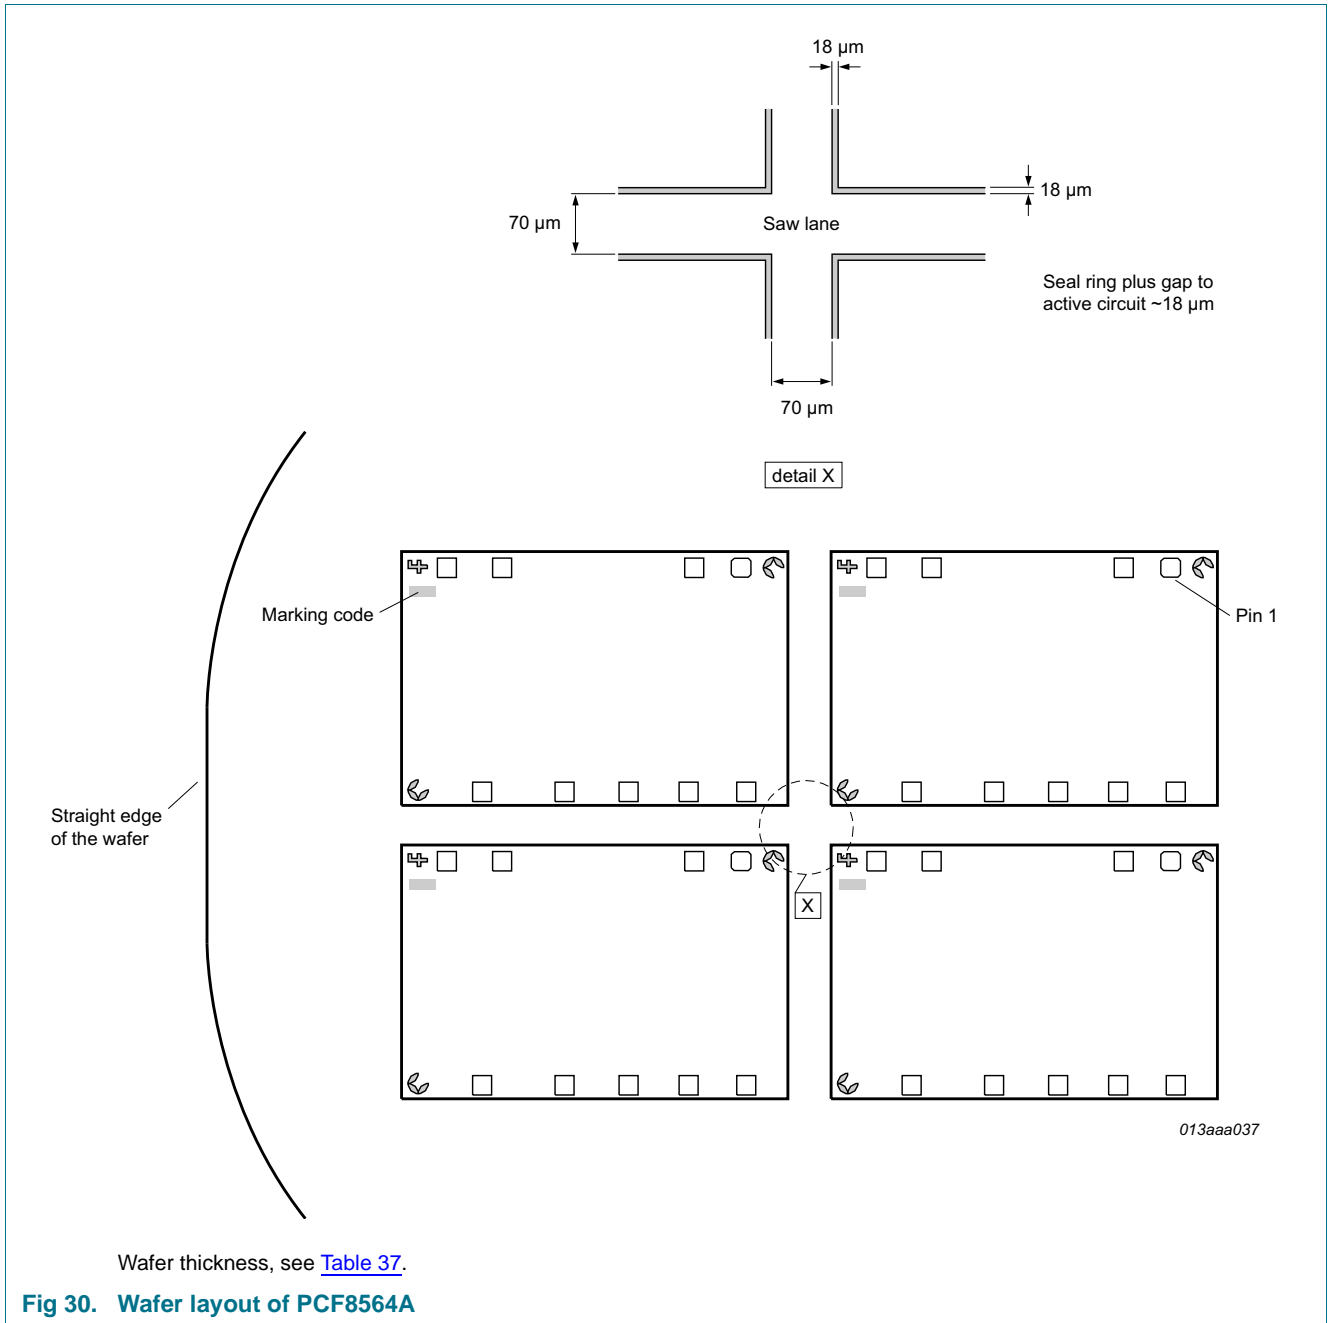 18 µm
18 µm
70 µm
Saw lane
Seal ring plus gap to
active circuit ~18 µm
70 µm
detail X
Marking code
Pin 1
Straight edge
of the wafer
X
013aaa037
Wafer thickness, see Table 37.
Fig 30. Wafer layout of PCF8564A